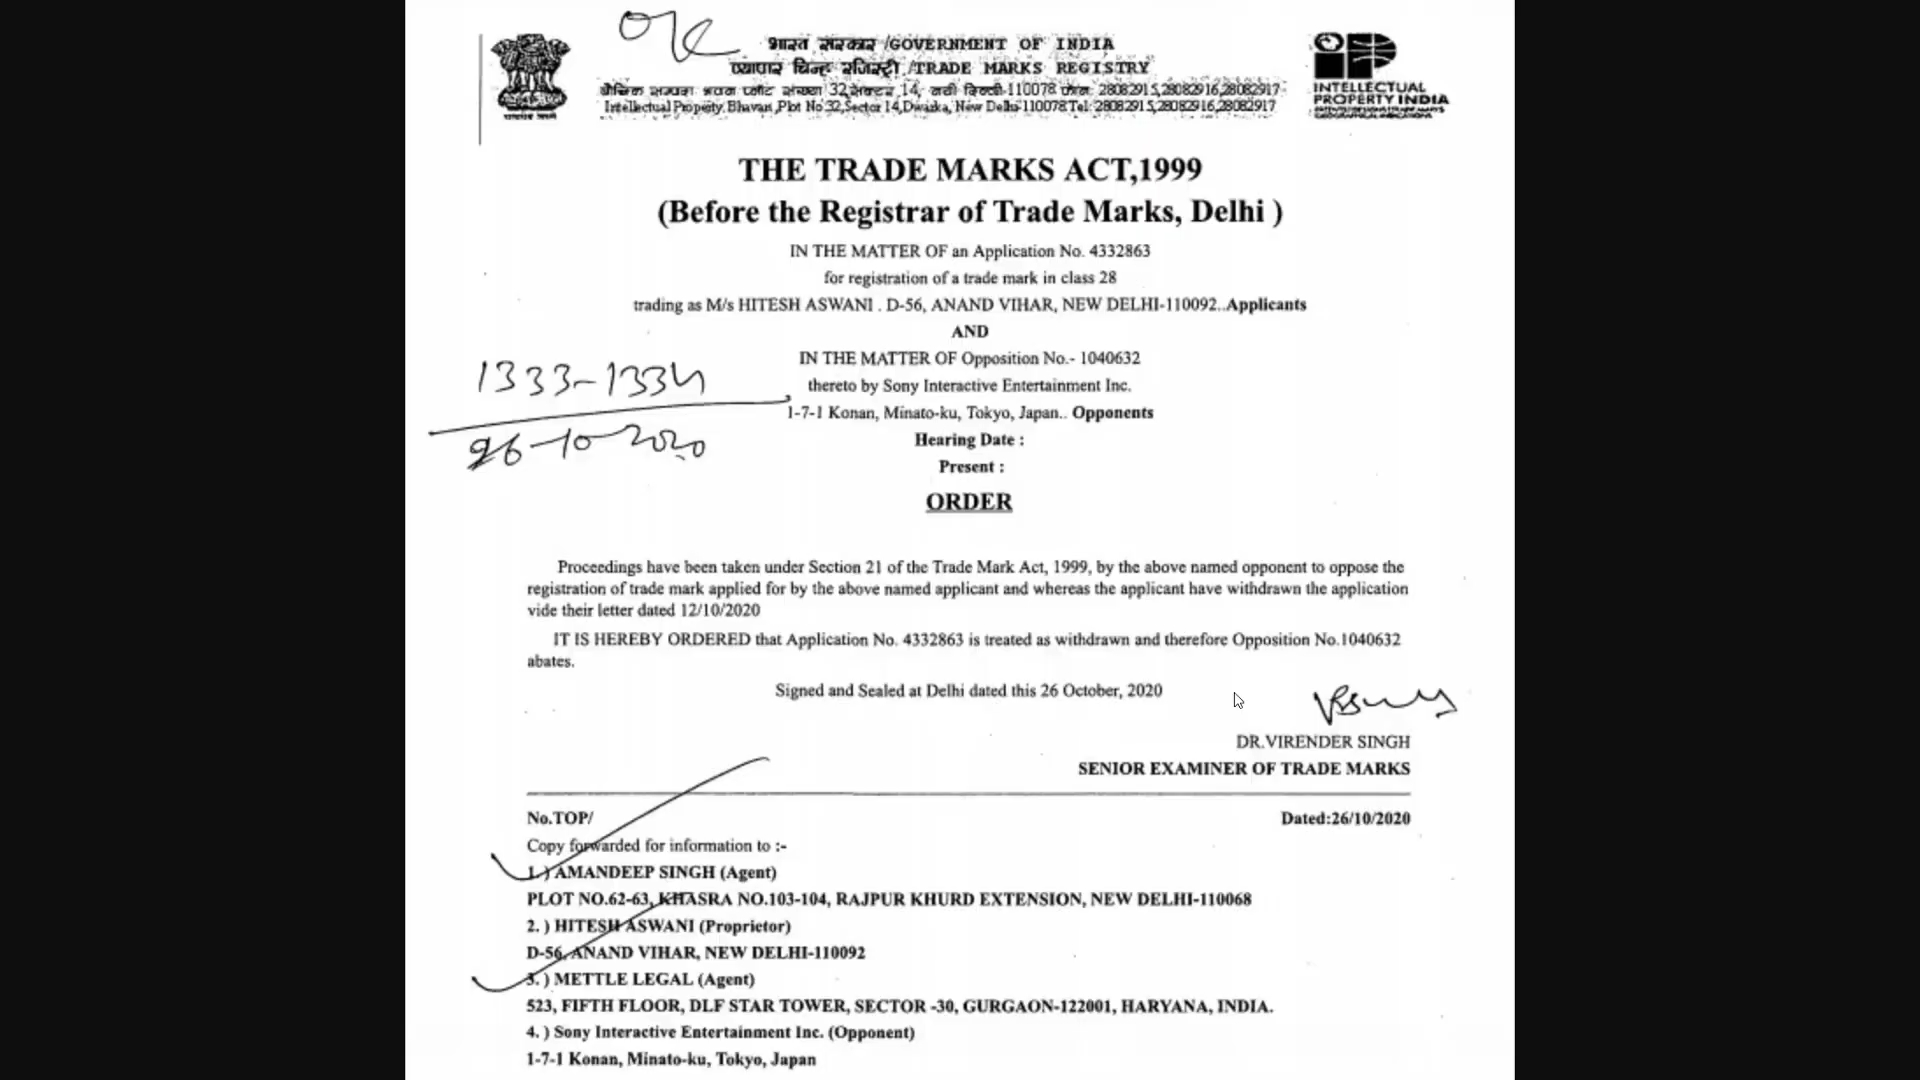 OK
भारत सरकार /GOVERNMENT OF INDIA
व्यापार चिन्ह रजिस्ट्री /TRADE MARKS REGISTRY
बौद्धिक सम्पदा भवन प्लॉट संख्या 32,सेक्टर 14, नई दिल्ली-110078 फोन: 28082915,28082916,28082917
Intellectual Property Bhavan ,Plot No 32,Sector 14,Dwarka, New Delhi-110078 Tel: 28082915,28082916,28082917
INTELLECTUAL
PROPERTY INDIA
THE TRADE MARKS ACT,1999
(Before the Registrar of Trade Marks, Delhi )
IN THE MATTER OF an Application No. 4332863
for registration of a trade mark in class 28
trading as M/s HITESH ASWANI . D-56, ANAND VIHAR, NEW DELHI-110092..Applicants
AND
IN THE MATTER OF Opposition No.- 1040632
thereto by Sony Interactive Entertainment Inc.
1-7-1 Konan, Minato-ku, Tokyo, Japan.. Opponents
1333-1334
26-10-2020
Hearing Date :
Present :
ORDER
Proceedings have been taken under Section 21 of the Trade Mark Act, 1999, by the above named opponent to oppose the
registration of trade mark applied for by the above named applicant and whereas the applicant have withdrawn the application
vide their letter dated 12/10/2020
IT IS HEREBY ORDERED that Application No. 4332863 is treated as withdrawn and therefore Opposition No.1040632
abates.
Signed and Sealed at Delhi dated this 26 October, 2020
DR.VIRENDER SINGH
SENIOR EXAMINER OF TRADE MARKS
No.TOP/ Dated:26/10/2020
Copy forwarded for information to :-
1. ) AMANDEEP SINGH (Agent)
PLOT NO.62-63, KHASRA NO.103-104, RAJPUR KHURD EXTENSION, NEW DELHI-110068
2. ) HITESH ASWANI (Proprietor)
D-56, ANAND VIHAR, NEW DELHI-110092
3. ) METTLE LEGAL (Agent)
523, FIFTH FLOOR, DLF STAR TOWER, SECTOR -30, GURGAON-122001, HARYANA, INDIA.
4. ) Sony Interactive Entertainment Inc. (Opponent)
1-7-1 Konan, Minato-ku, Tokyo, Japan